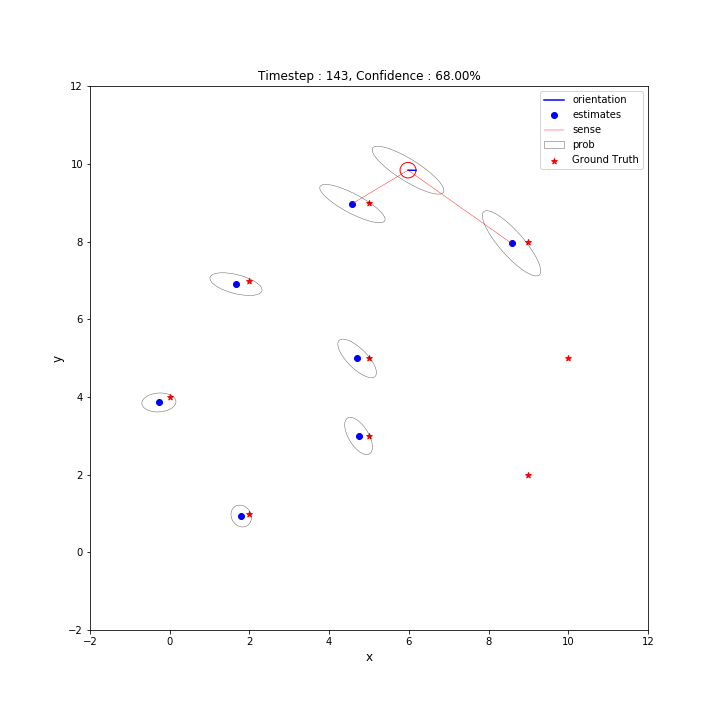 Timestep : 143, Confidence : 68.00%
orientation
estimates
sense
prob
Ground Truth
12
10
8
6
4
2
0
−2
y
−2 0 2 4 6 8 10 12
x